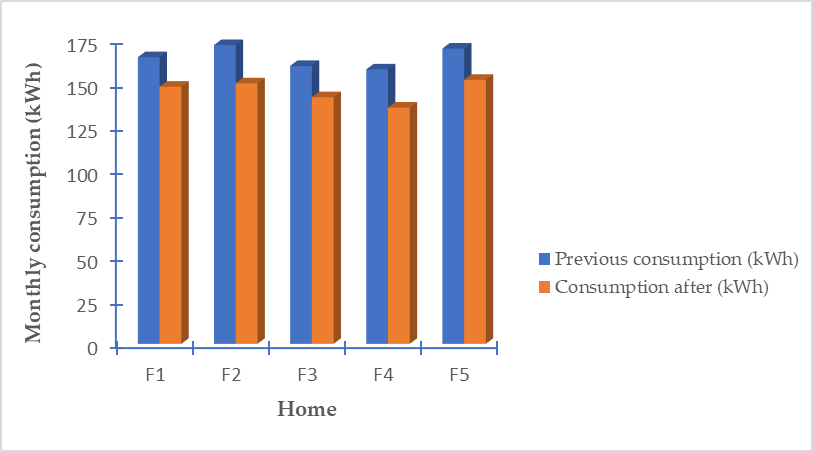 Monthly consumption (kWh)
175
150
125
100
75
50
25
0
F1 F2 F3 F4 F5
Home
Previous consumption (kWh)
Consumption after (kWh)